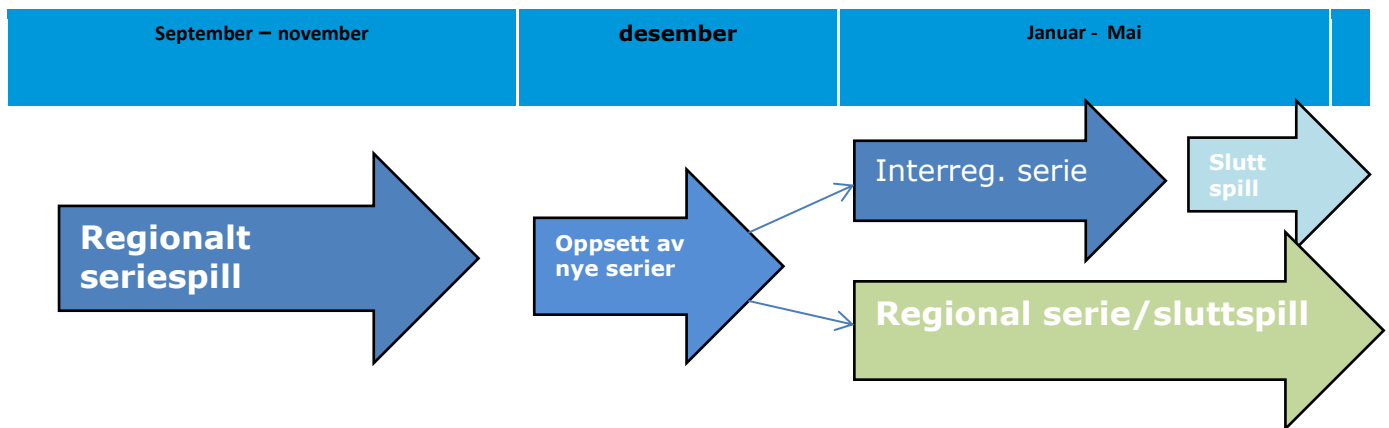 September – november
desember
Januar - Mai
Regionalt
seriespill
Oppsett av
nye serier
Interreg. serie
Slutt
spill
Regional serie/sluttspill